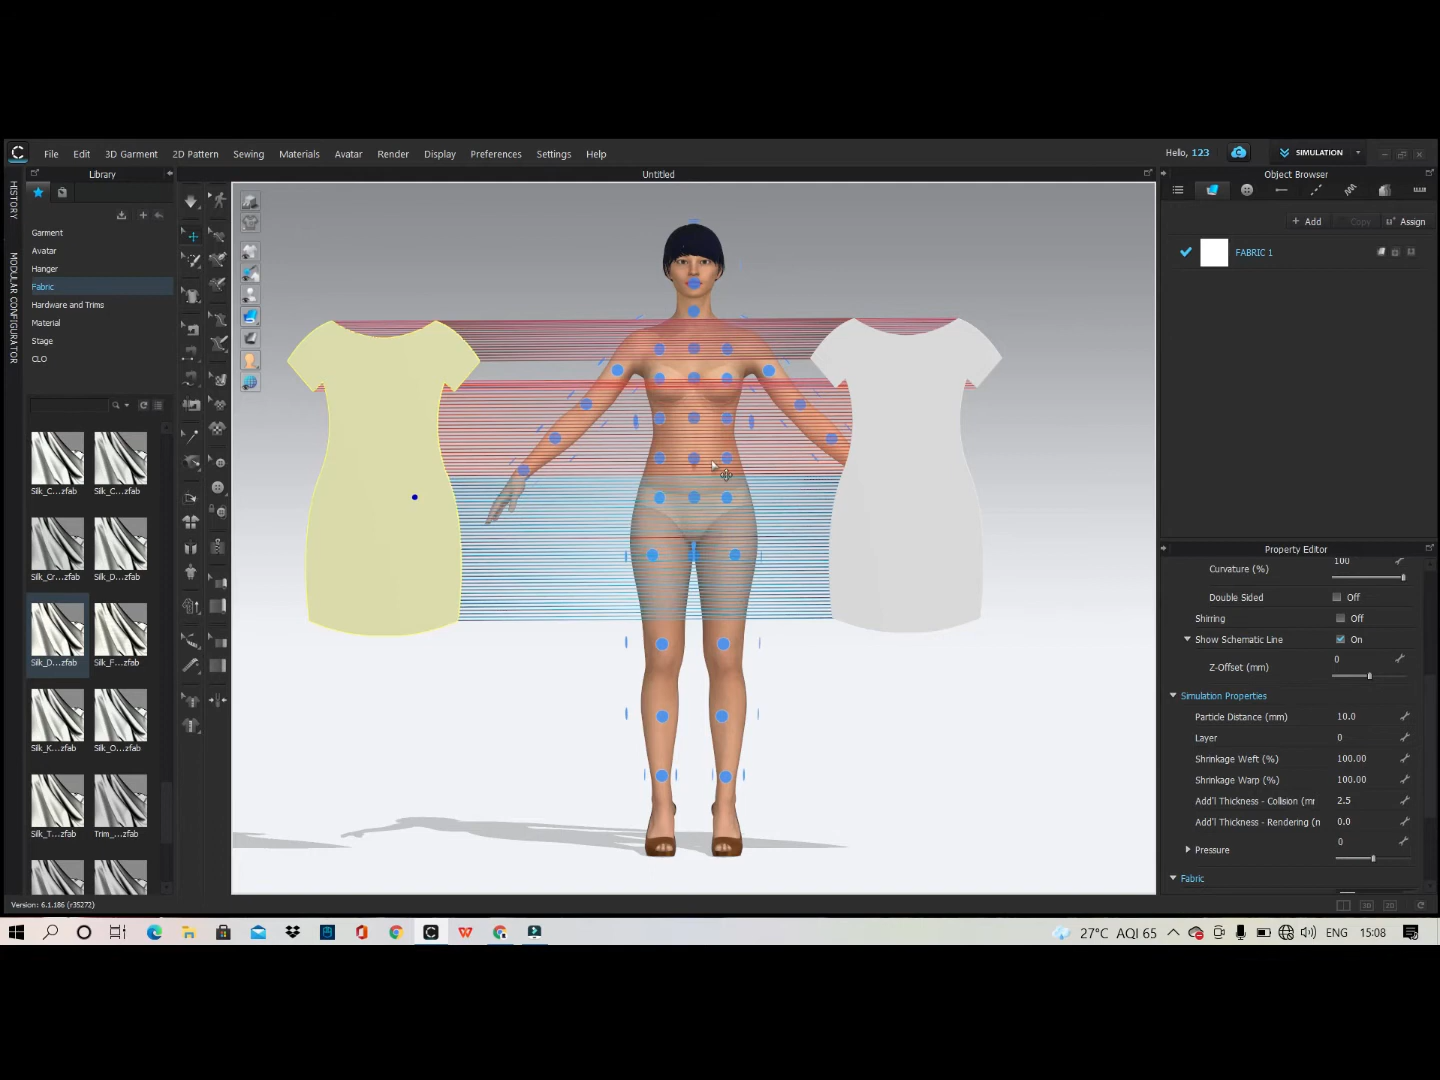 C
File Edit 3D Garment 2D Pattern Sewing Materials Avatar Render Display Preferences Settings Help
Hello, 123
SIMULATION
HISTORY
MODULAR CONFIGURATOR
Library
Garment
Avatar
Hanger
Fabric
Hardware and Trims
Material
Stage
CLO
Silk_C...zfab Silk_C...zfab
Silk_Cr...zfab Silk_D...zfab
Silk_D...zfab Silk_F...zfab
Silk_K...zfab Silk_O...zfab
Silk_T...zfab Trim_...zfab
Untitled
Object Browser
+ Add Copy Assign
FABRIC 1
Property Editor
Curvature (%) 100
Double Sided Off
Shirring Off
Show Schematic Line On
Z-Offset (mm) 0
Simulation Properties
Particle Distance (mm) 10.0
Layer 0
Shrinkage Weft (%) 100.00
Shrinkage Warp (%) 100.00
Add'l Thickness - Collision (mr 2.5
Add'l Thickness - Rendering (n 0.0
Pressure 0
Fabric
Version: 6.1.186 (r35272)
3D 2D
27°C AQI 65 ENG 15:08